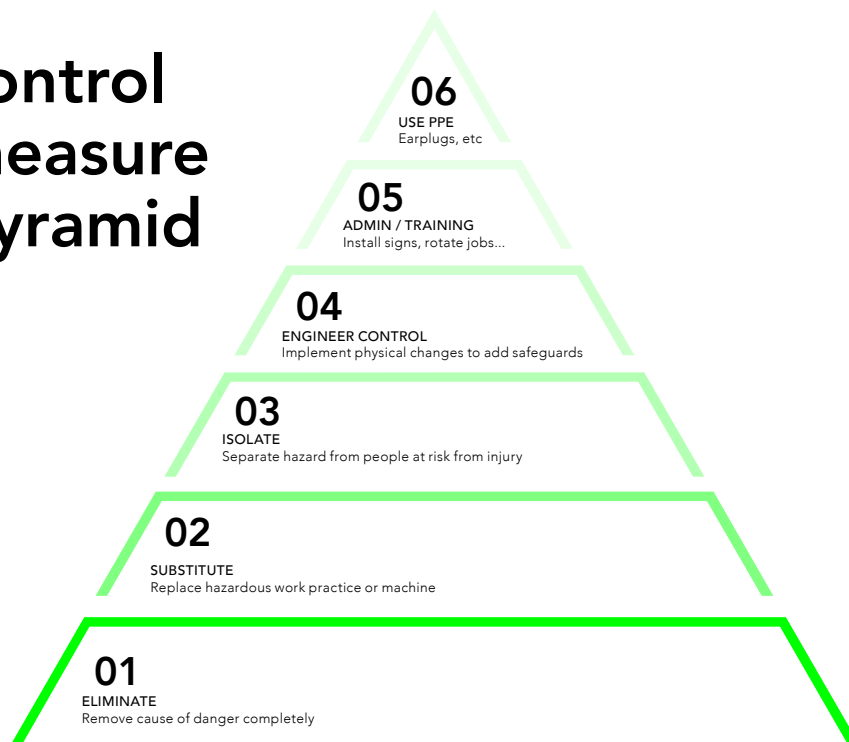 ontrol
easure
yramid
06
USE PPE
Earplugs, etc
05
ADMIN / TRAINING
Install signs, rotate jobs...
04
ENGINEER CONTROL
Implement physical changes to add safeguards
03
ISOLATE
Separate hazard from people at risk from injury
02
SUBSTITUTE
Replace hazardous work practice or machine
01
ELIMINATE
Remove cause of danger completely